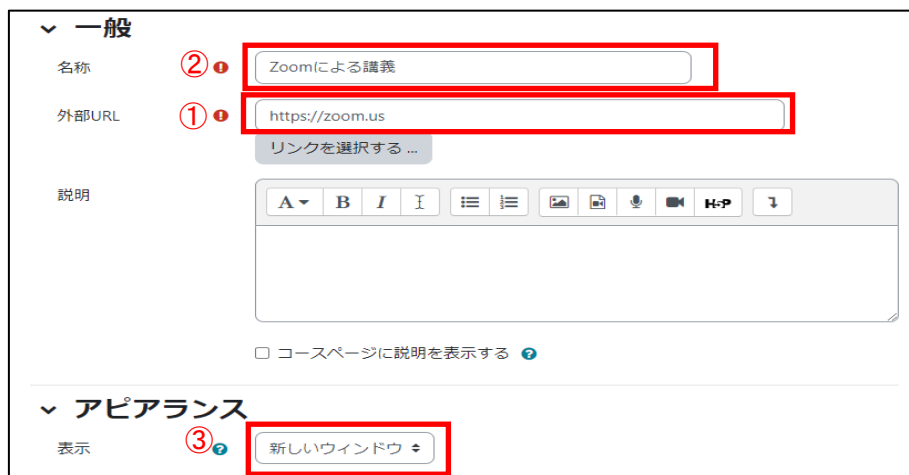 一般
名称 ② Zoomによる講義
外部URL ① https://zoom.us
リンクを選択する ...
説明
A B I H-P
コースページに説明を表示する
アピアランス
表示 ③ 新しいウィンドウ